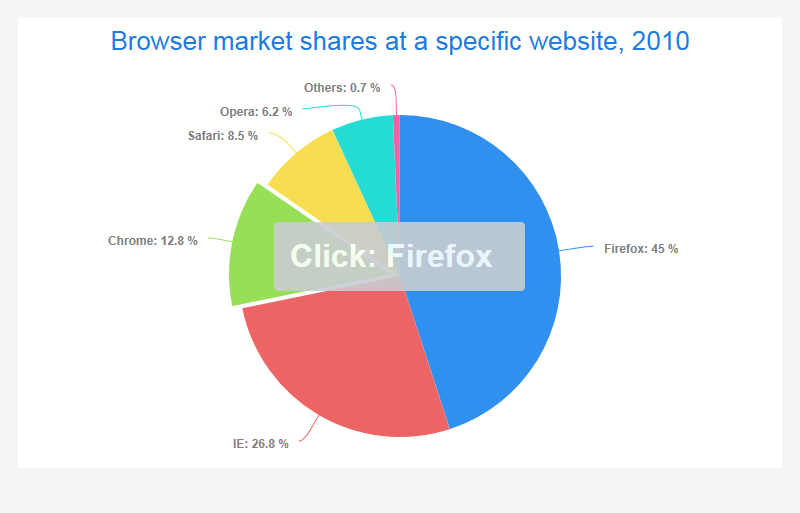 Browser market shares at a specific website, 2010
Others: 0.7 %
Opera: 6.2 %
Safari: 8.5 %
Chrome: 12.8 %
Firefox: 45 %
Click: Firefox
IE: 26.8 %